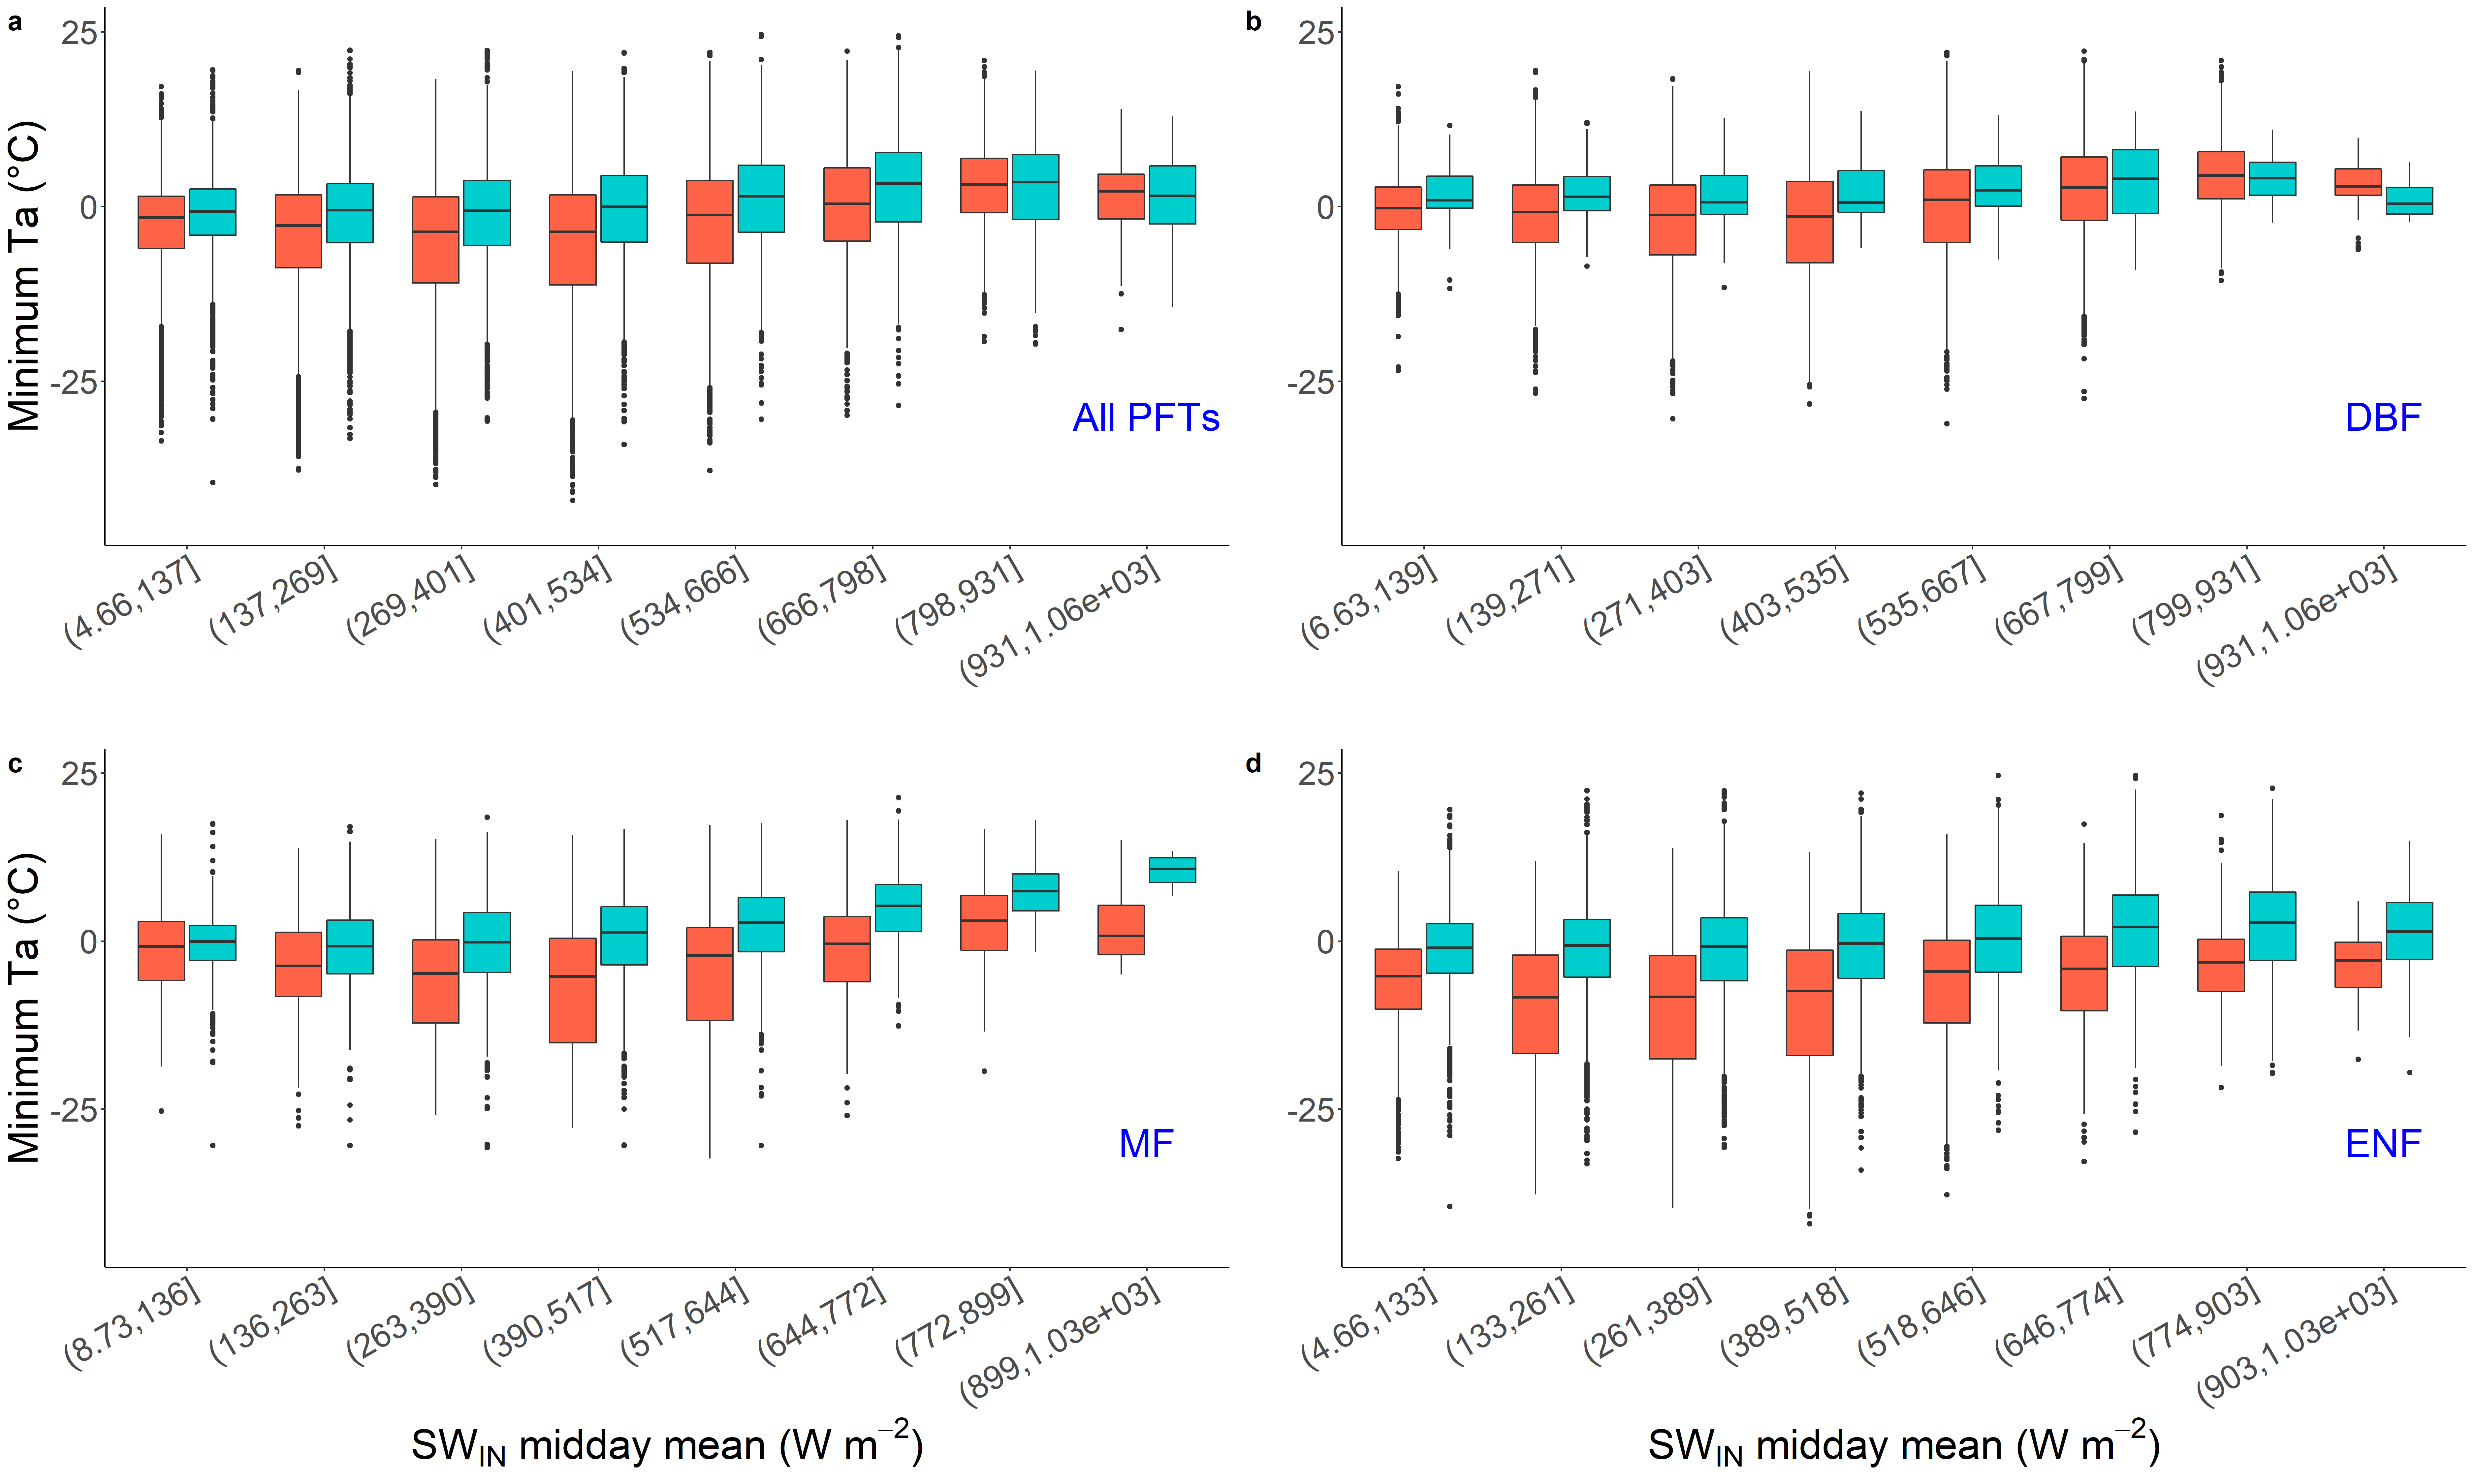 a
Minimum Ta (°C)
25
0
-25
All PFTs
(4.66,137]
(137,269]
(269,401]
(401,534]
(534,666]
(666,798]
(798,931]
(931,1.06e+03]
b
25
0
-25
DBF
(6.63,139]
(139,271]
(271,403]
(403,535]
(535,667]
(667,799]
(799,931]
(931,1.06e+03]
c
Minimum Ta (°C)
25
0
-25
MF
(8.73,136]
(136,263]
(263,390]
(390,517]
(517,644]
(644,772]
(772,899]
(899,1.03e+03]
SW_IN midday mean (W m⁻²)
d
25
0
-25
ENF
(4.66,133]
(133,261]
(261,389]
(389,518]
(518,646]
(646,774]
(774,903]
(903,1.03e+03]
SW_IN midday mean (W m⁻²)